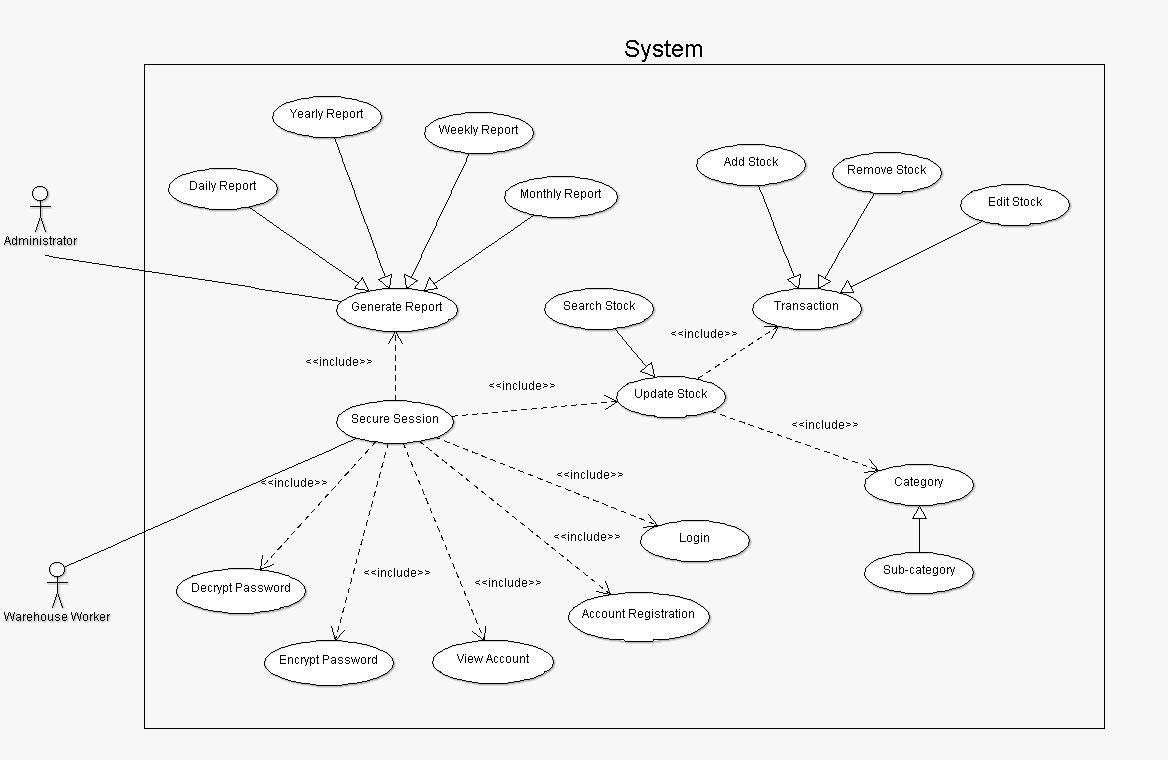 System
Yearly Report
Weekly Report
Daily Report
Monthly Report
Add Stock
Remove Stock
Edit Stock
Administrator
Generate Report
Search Stock
Transaction
<<include>>
<<include>>
<<include>>
Update Stock
Secure Session
<<include>>
<<include>>
<<include>>
Category
Login
<<include>>
Sub-category
<<include>>
<<include>>
Decrypt Password
Warehouse Worker
Account Registration
Encrypt Password
View Account